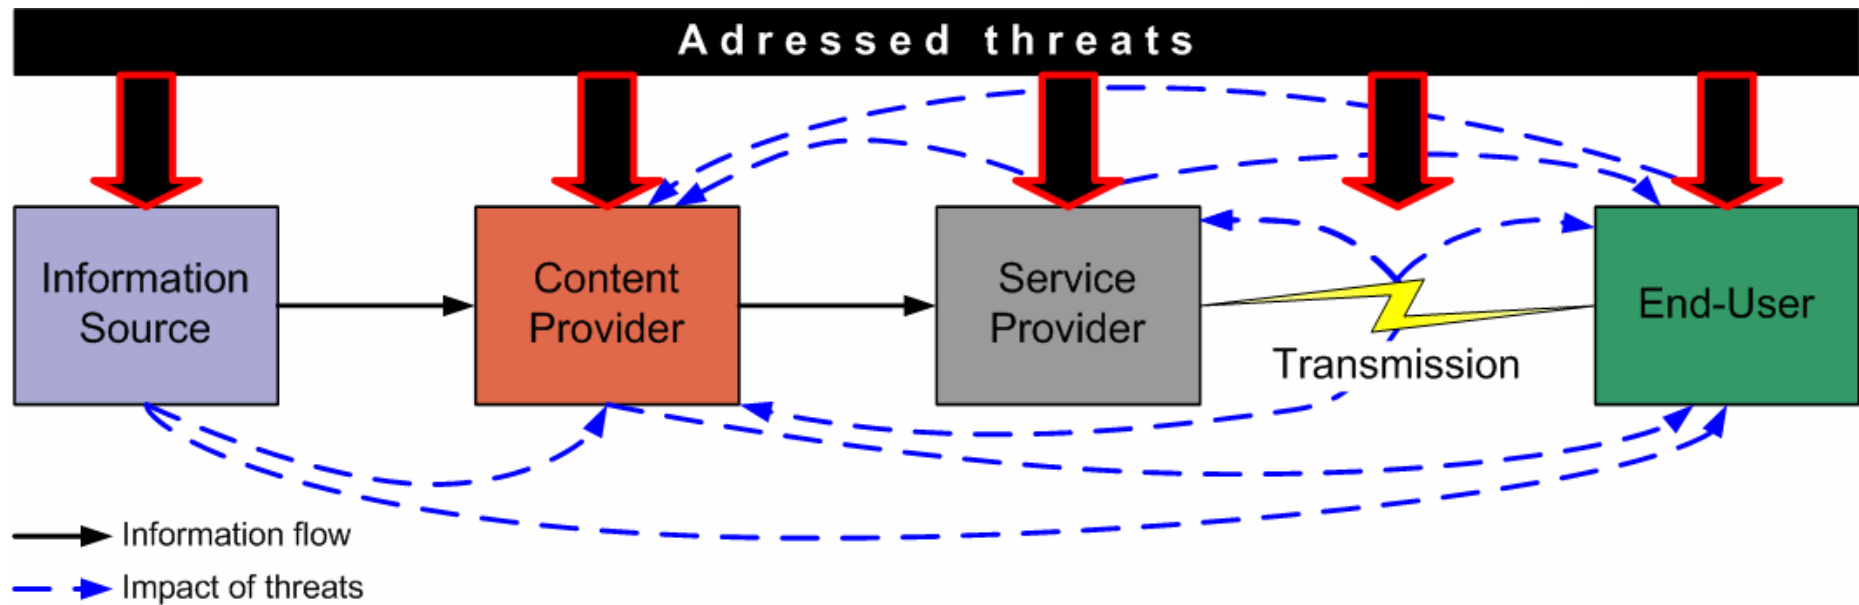 Adressed threats
Information
Source
Content
Provider
Service
Provider
Transmission
End-User
Information flow
Impact of threats